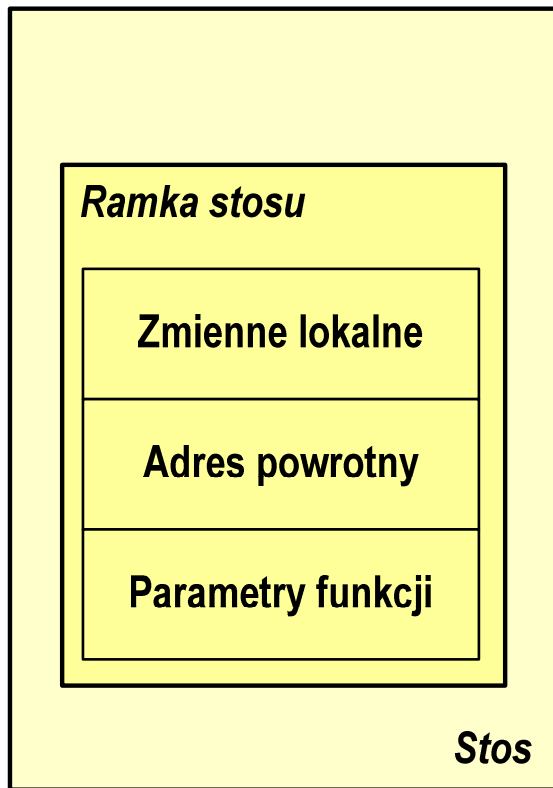 Ramka stosu
Zmienne lokalne
Adres powrotny
Parametry funkcji
Stos